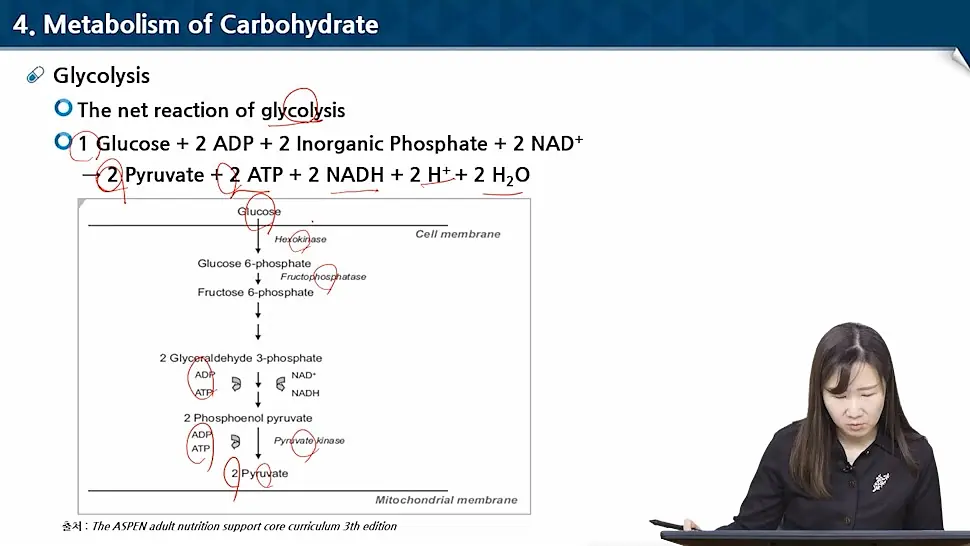 4. Metabolism of Carbohydrate
Glycolysis
The net reaction of glycolysis
1 Glucose + 2 ADP + 2 Inorganic Phosphate + 2 NAD⁺
→ 2 Pyruvate + 2 ATP + 2 NADH + 2 H⁺ + 2 H₂O
Glucose
Cell membrane
Hexokinase
Glucose 6-phosphate
Fructophosphatase
Fructose 6-phosphate
2 Glyceraldehyde 3-phosphate
ADP NAD⁺
ATP NADH
2 Phosphoenol pyruvate
ADP
Pyruvate kinase
ATP
2 Pyruvate
Mitochondrial membrane
출처 : The ASPEN adult nutrition support core curriculum 3th edition